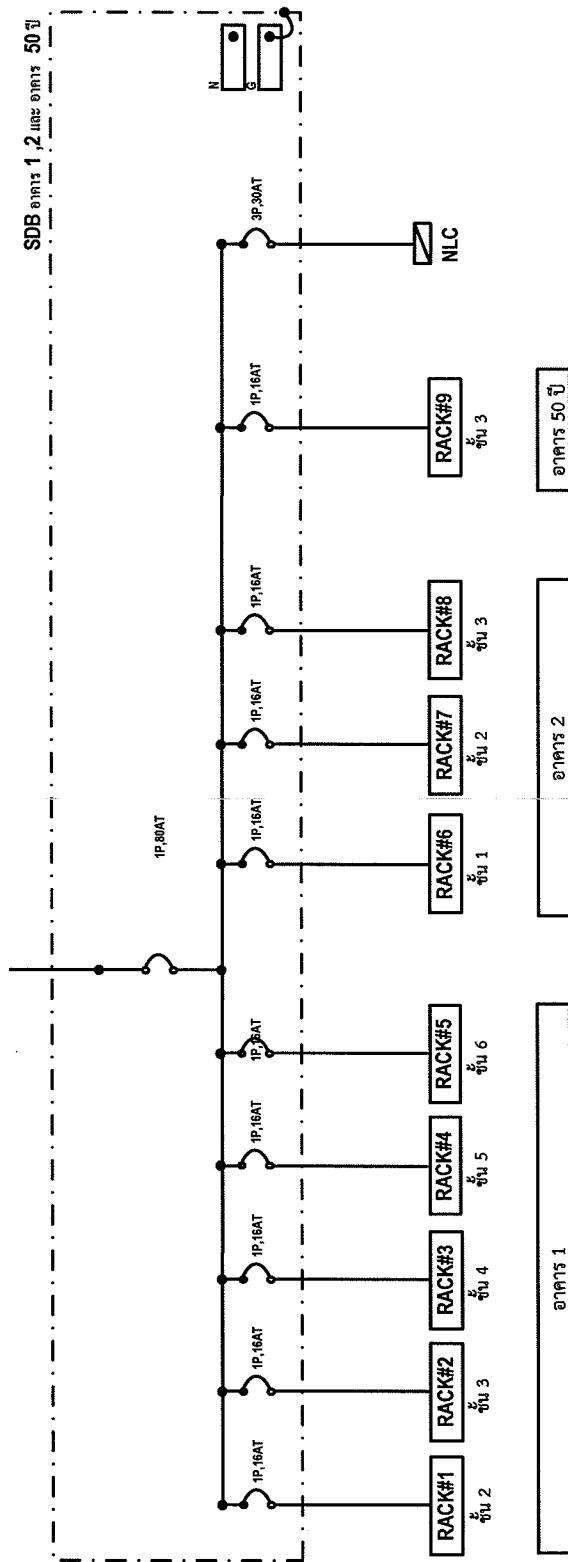 SDB อาคาร 1 ,2 และ อาคาร 50 ปี
N
G
1P,80AT
1P,16AT
1P,16AT
1P,16AT
1P,16AT
1P,16AT
1P,16AT
1P,16AT
1P,16AT
1P,16AT
3P,30AT
RACK#1
ชั้น 2
RACK#2
ชั้น 3
RACK#3
ชั้น 4
RACK#4
ชั้น 5
RACK#5
ชั้น 6
RACK#6
ชั้น 1
RACK#7
ชั้น 2
RACK#8
ชั้น 3
RACK#9
ชั้น 3
NLC
อาคาร 1
อาคาร 2
อาคาร 50 ปี